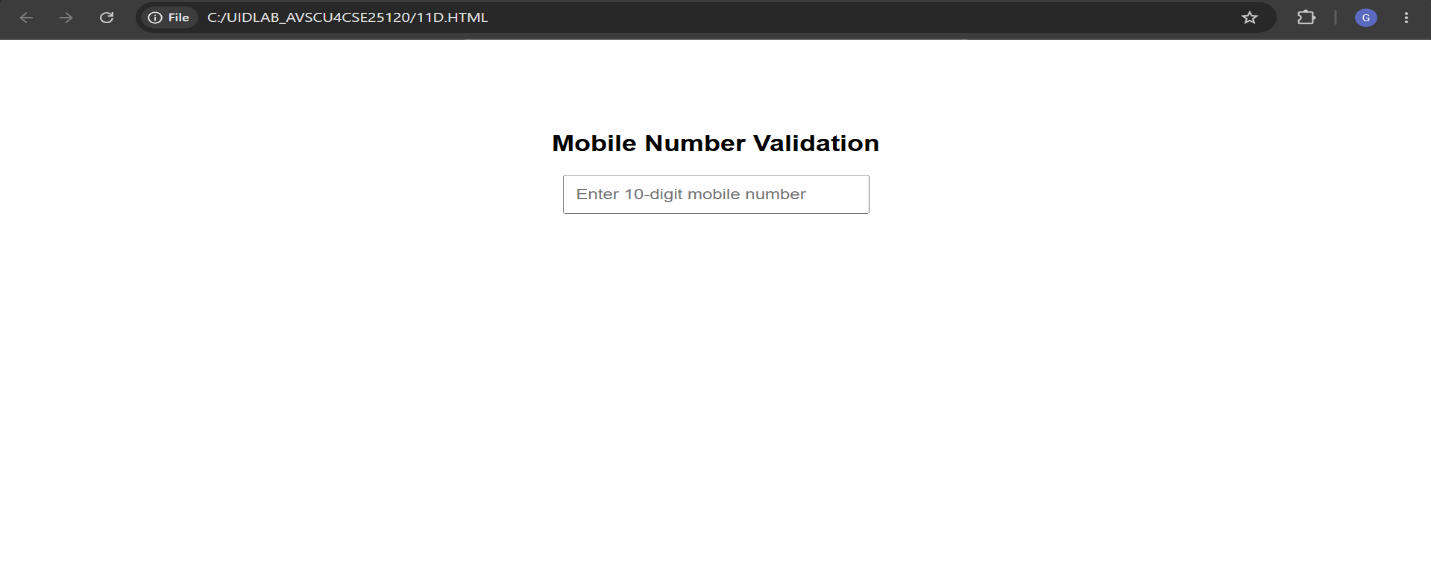 File C:/UIDLAB_AVSCU4CSE25120/11D.HTML
G
Mobile Number Validation
Enter 10-digit mobile number